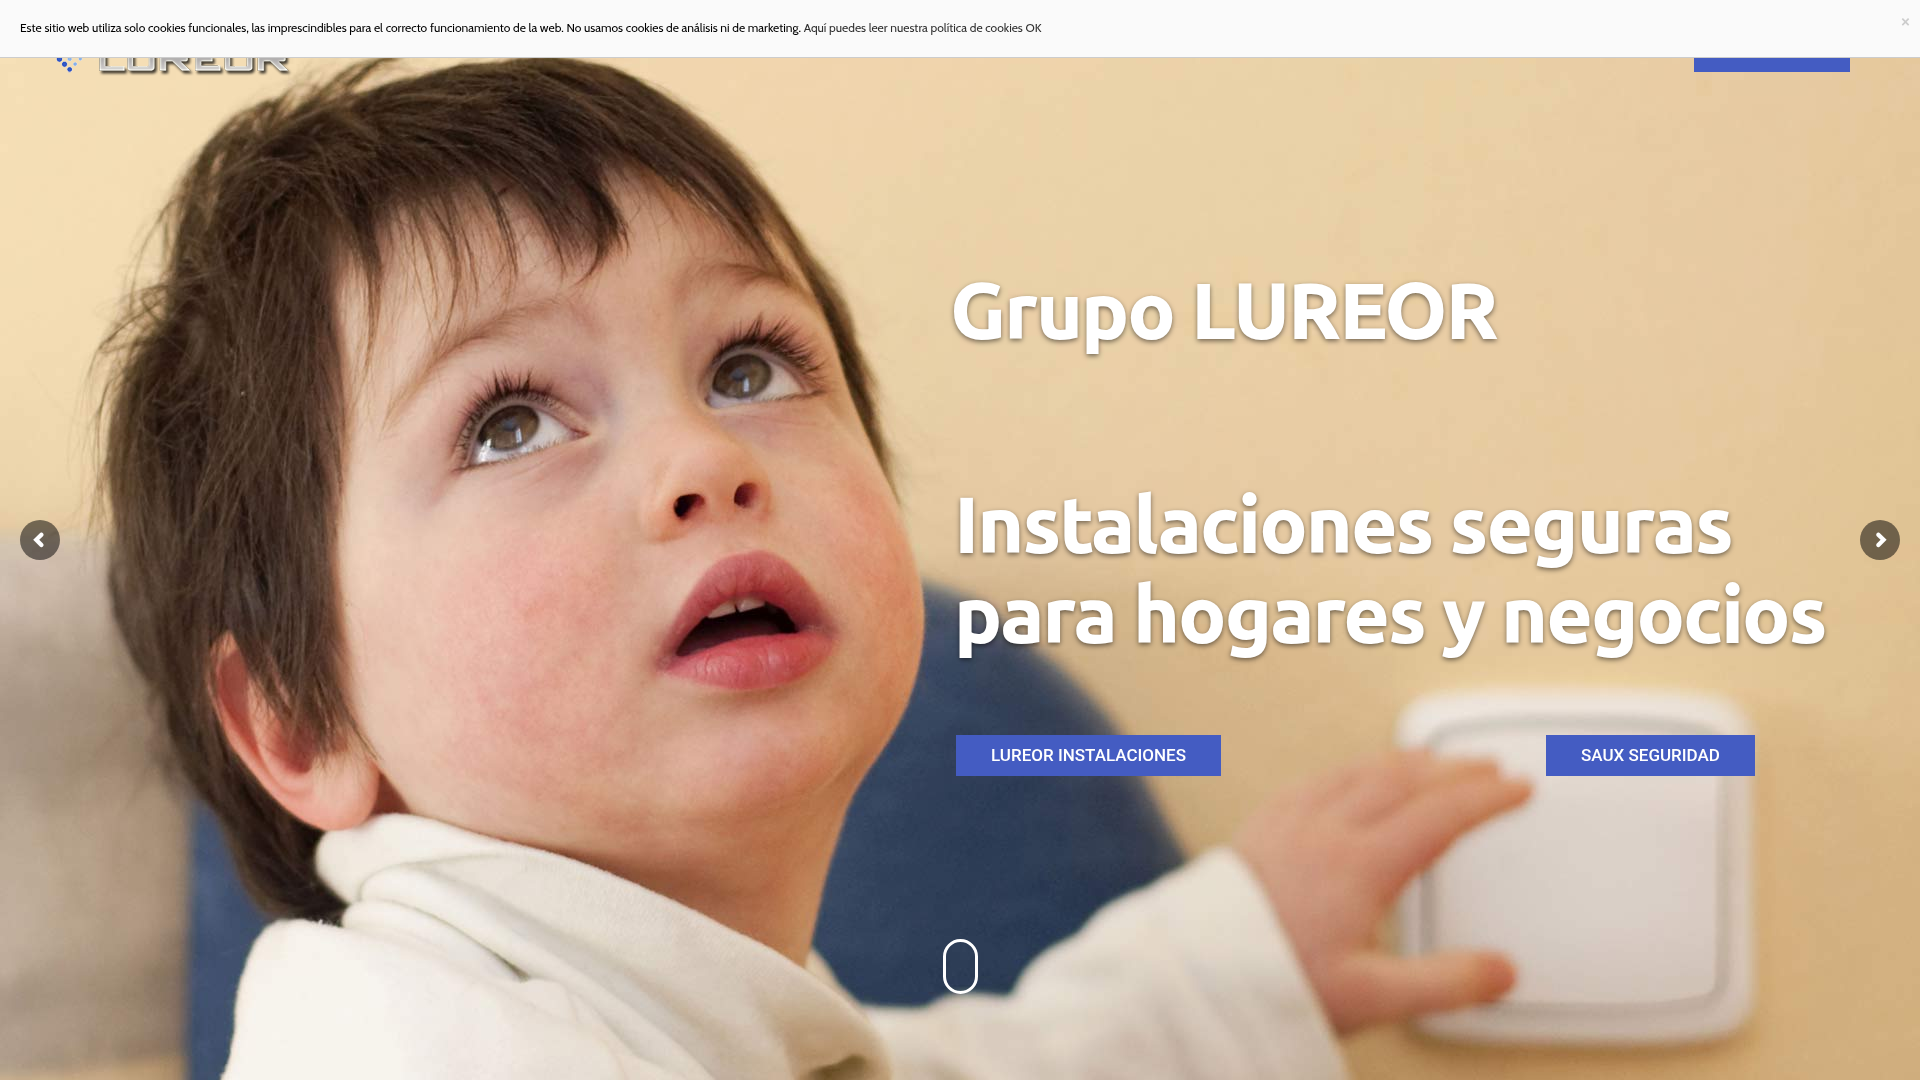 Este sitio web utiliza solo cookies funcionales, las imprescindibles para el correcto funcionamiento de la web. No usamos cookies de análisis ni de marketing. Aquí puedes leer nuestra política de cookies OK
×
LUREOR
Grupo LUREOR
Instalaciones seguras
para hogares y negocios
LUREOR INSTALACIONES
SAUX SEGURIDAD